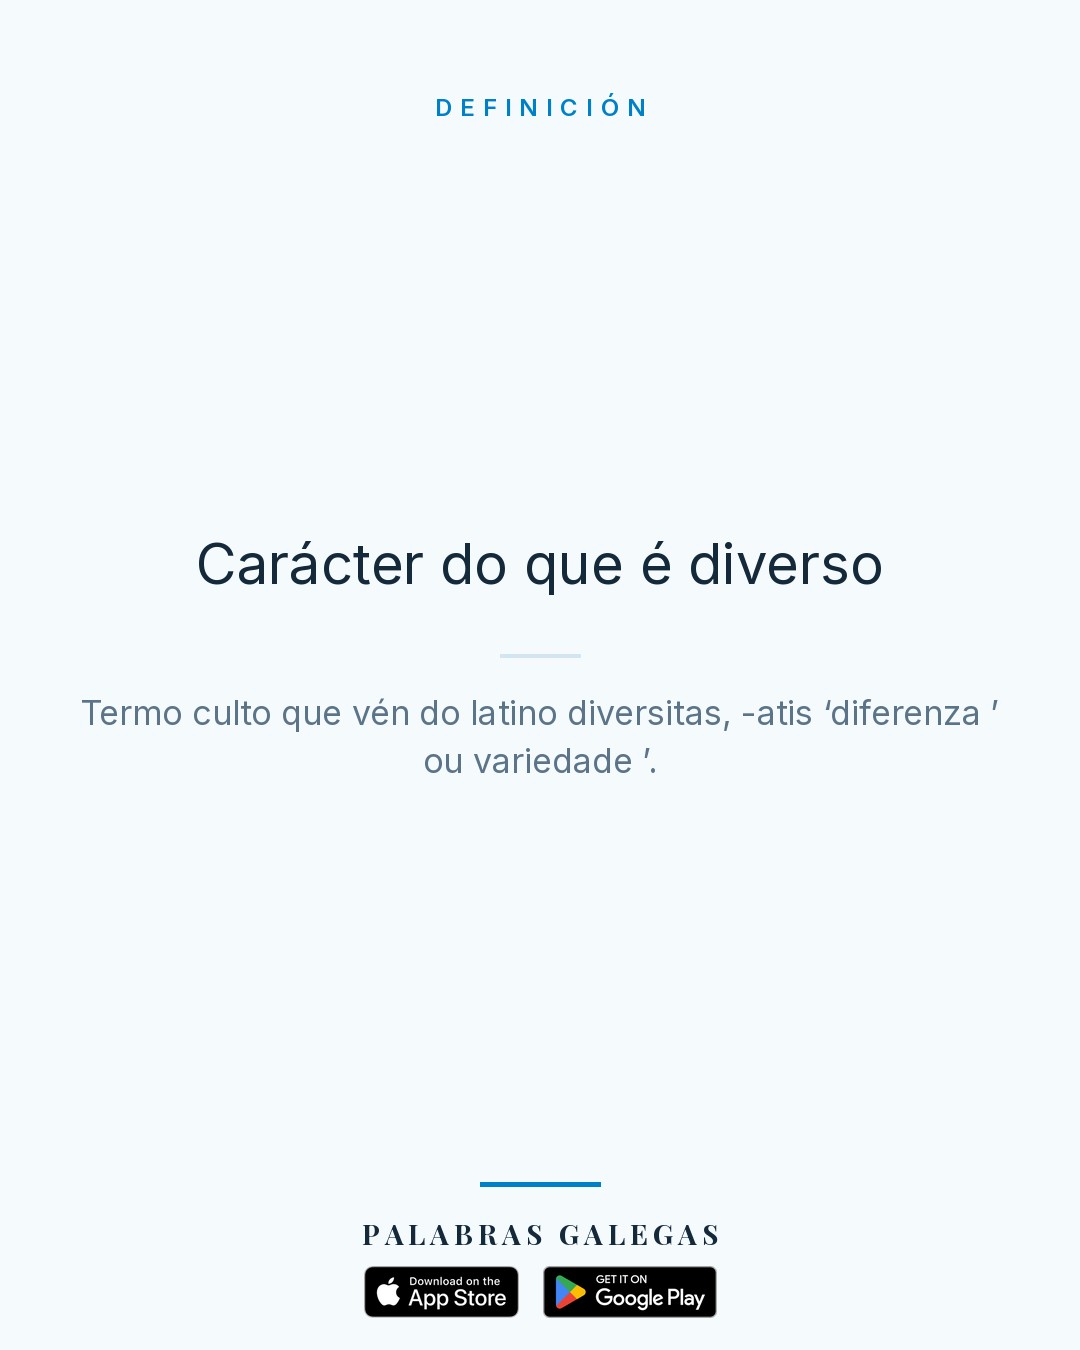 DEFINICIÓN
Carácter do que é diverso
Termo culto que vén do latino diversitas, -atis ‘diferenza ’
ou variedade ’.
PALABRAS GALEGAS
Download on the
App Store
GET IT ON
Google Play